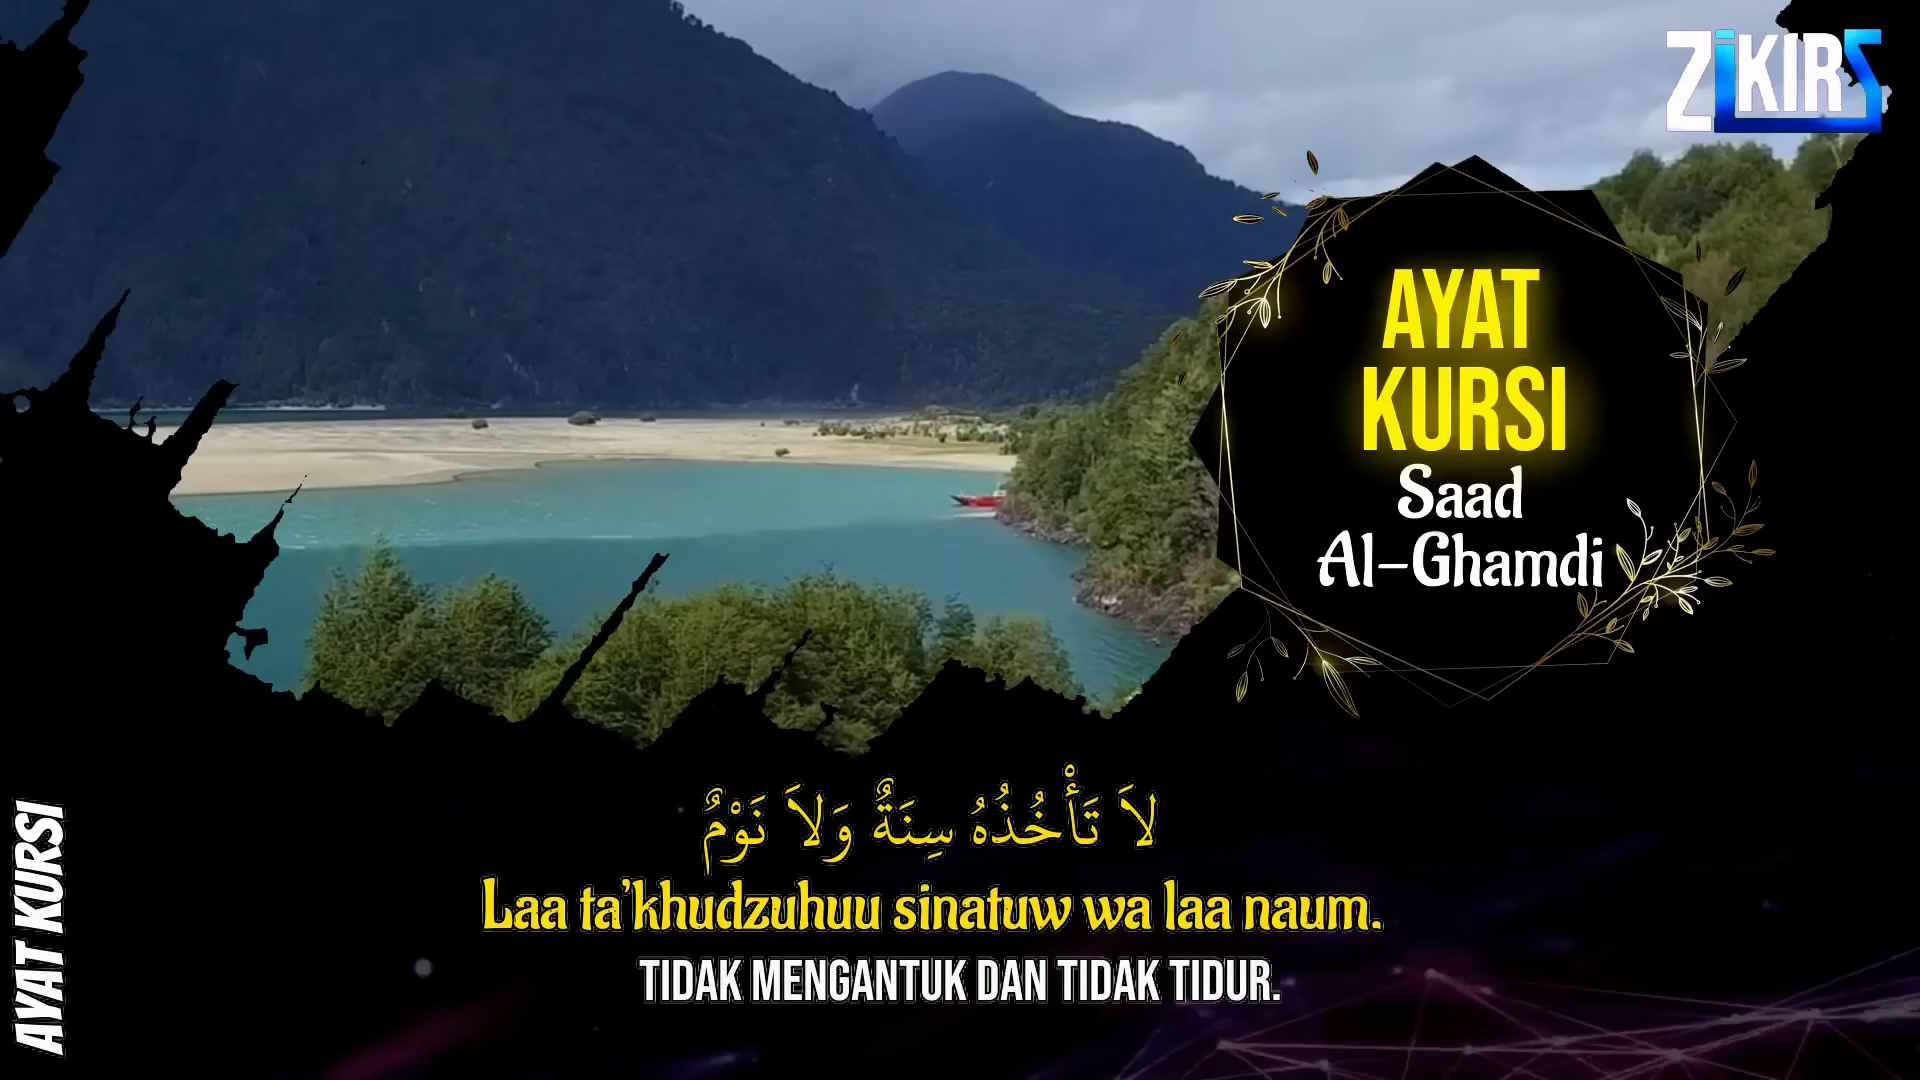 ZIKIRS
AYAT
KURSI
Saad
Al-Ghamdi
لاَ تَأْخُذُهُ سِنَةٌ وَلاَ نَوْمٌ
Laa ta'khudzuhuu sinatuw wa laa naum.
TIDAK MENGANTUK DAN TIDAK TIDUR.
AYAT KURSI